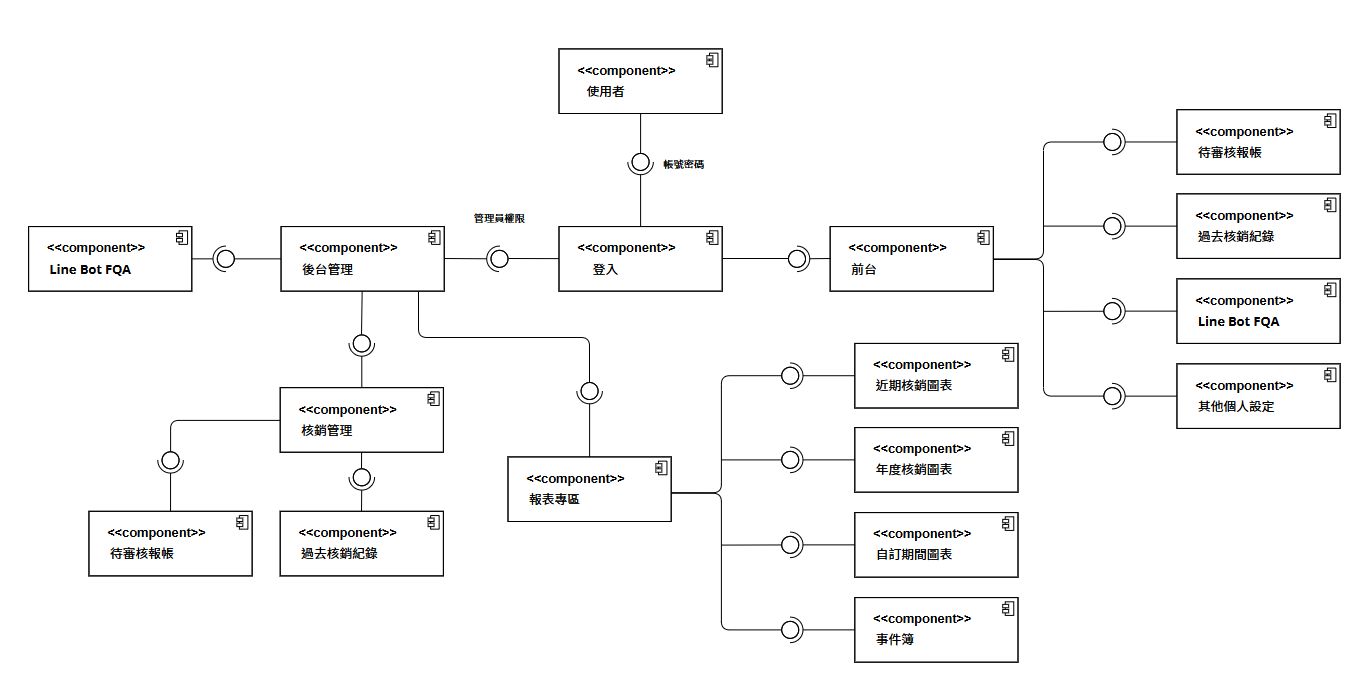 <<component>>
使用者
帳號密碼
<<component>>
待審核報帳
<<component>>
過去核銷紀錄
<<component>>
Line Bot FQA
<<component>>
其他個人設定
管理員權限
<<component>>
Line Bot FQA
<<component>>
後台管理
<<component>>
登入
<<component>>
前台
<<component>>
核銷管理
<<component>>
待審核報帳
<<component>>
過去核銷紀錄
<<component>>
報表專區
<<component>>
近期核銷圖表
<<component>>
年度核銷圖表
<<component>>
自訂期間圖表
<<component>>
事件簿